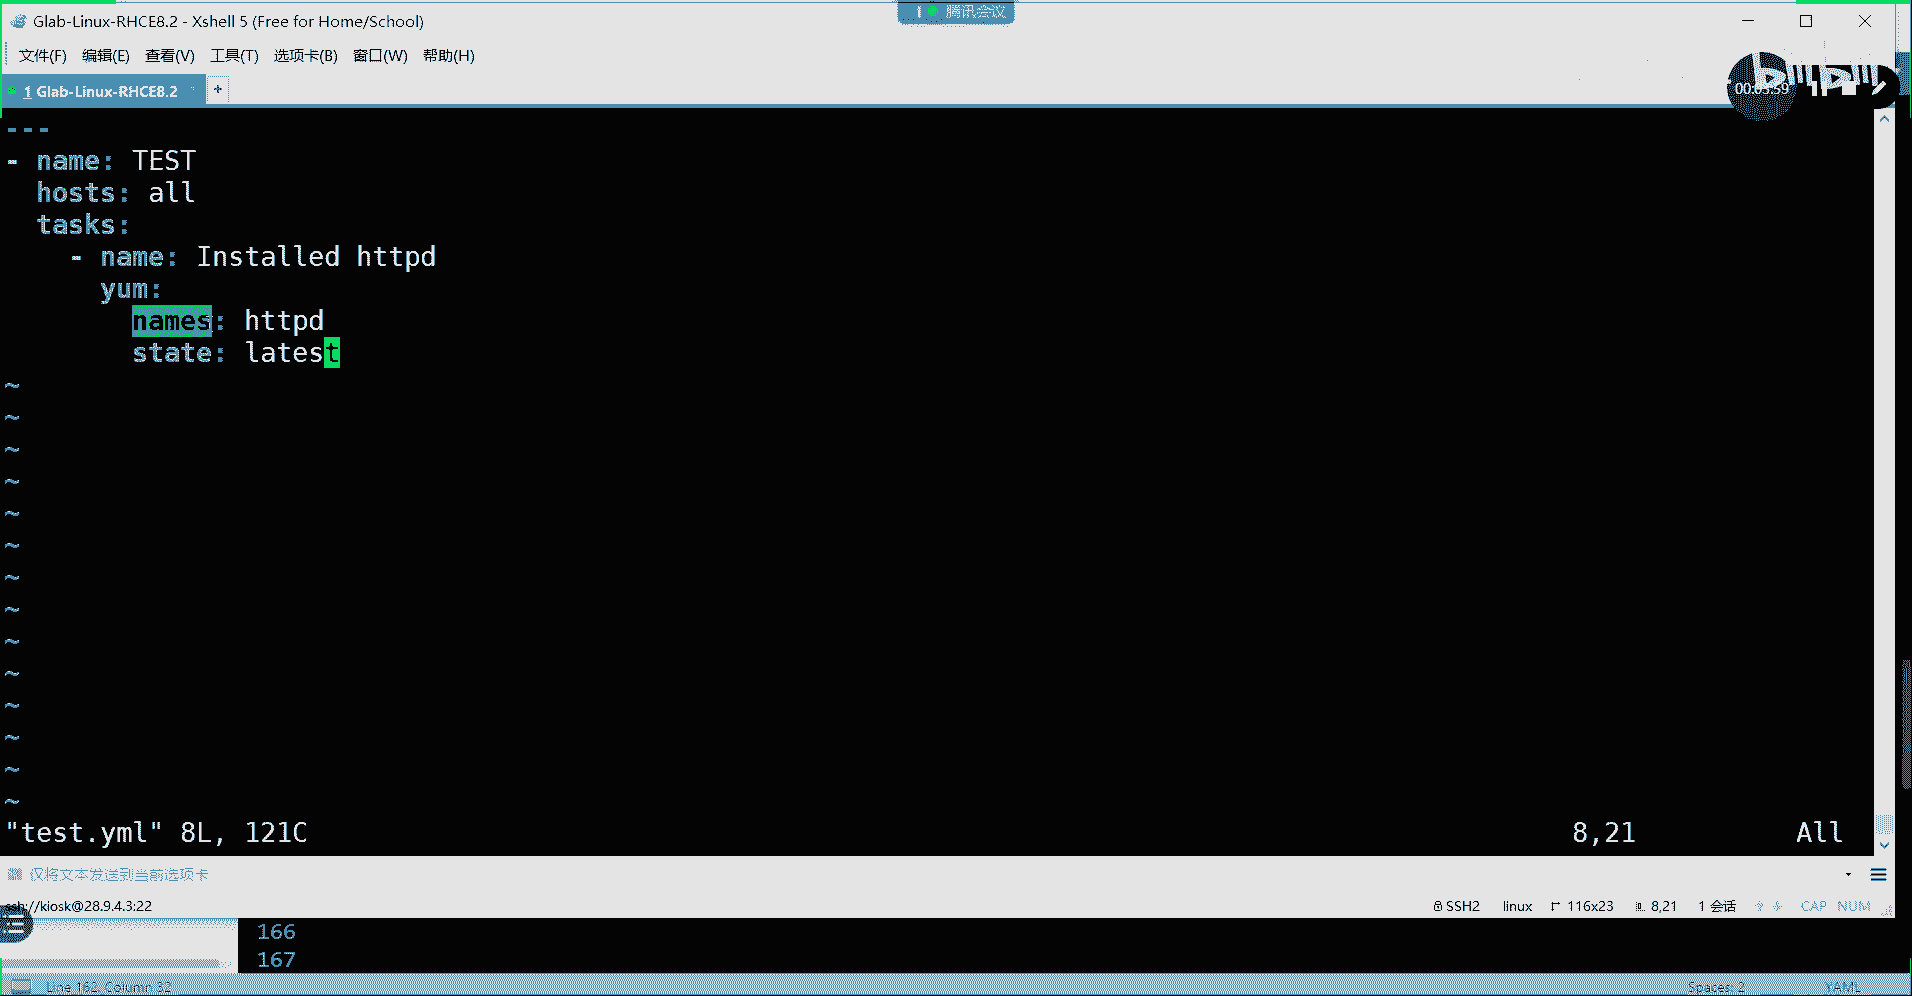 Glab-Linux-RHCE8.2 - Xshell 5 (Free for Home/School)
腾讯会议
文件(F) 编辑(E) 查看(V) 工具(T) 选项卡(B) 窗口(W) 帮助(H)
1 Glab-Linux-RHCE8.2
+
bilibili
00:03:59
---
- name: TEST
  hosts: all
  tasks:
    - name: Installed httpd
      yum:
        names: httpd
        state: latest
~
~
~
~
~
~
~
~
~
~
~
~
~
~
"test.yml" 8L, 121C 8,21 All
仅将文本发送到当前选项卡
ssh://kiosk@28.9.4.3:22 SSH2 linux 116x23 8,21 1 会话 CAP NUM
166
167
Line 162, Column 32 Spaces: 2 YAML